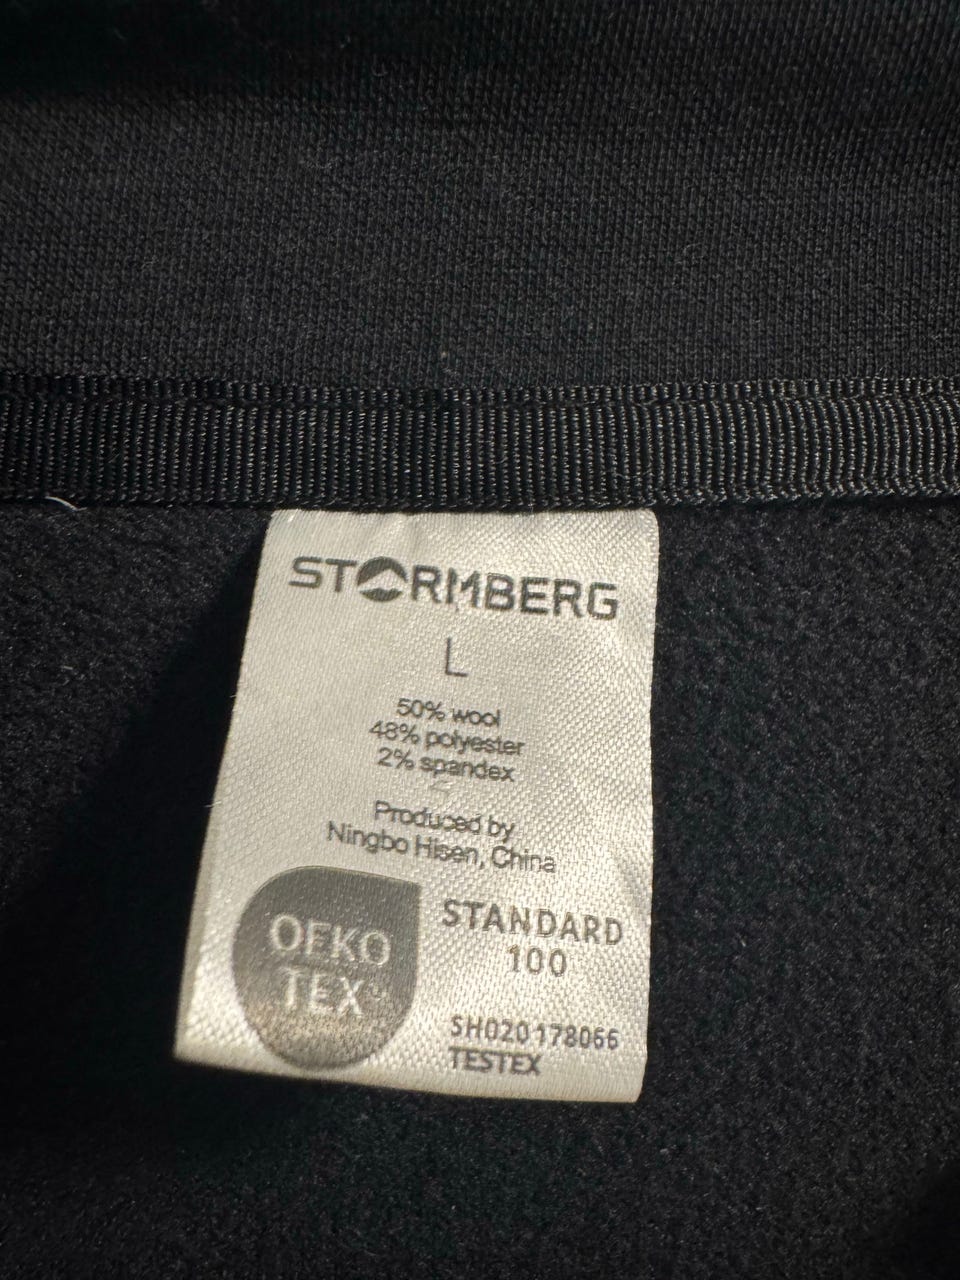 STORMBERG
L
50% wool
48% polyester
2% spandex
Produced by
Ningbo Hisen, China
OEKO
TEX®
STANDARD
100
SH020 178066
TESTEX